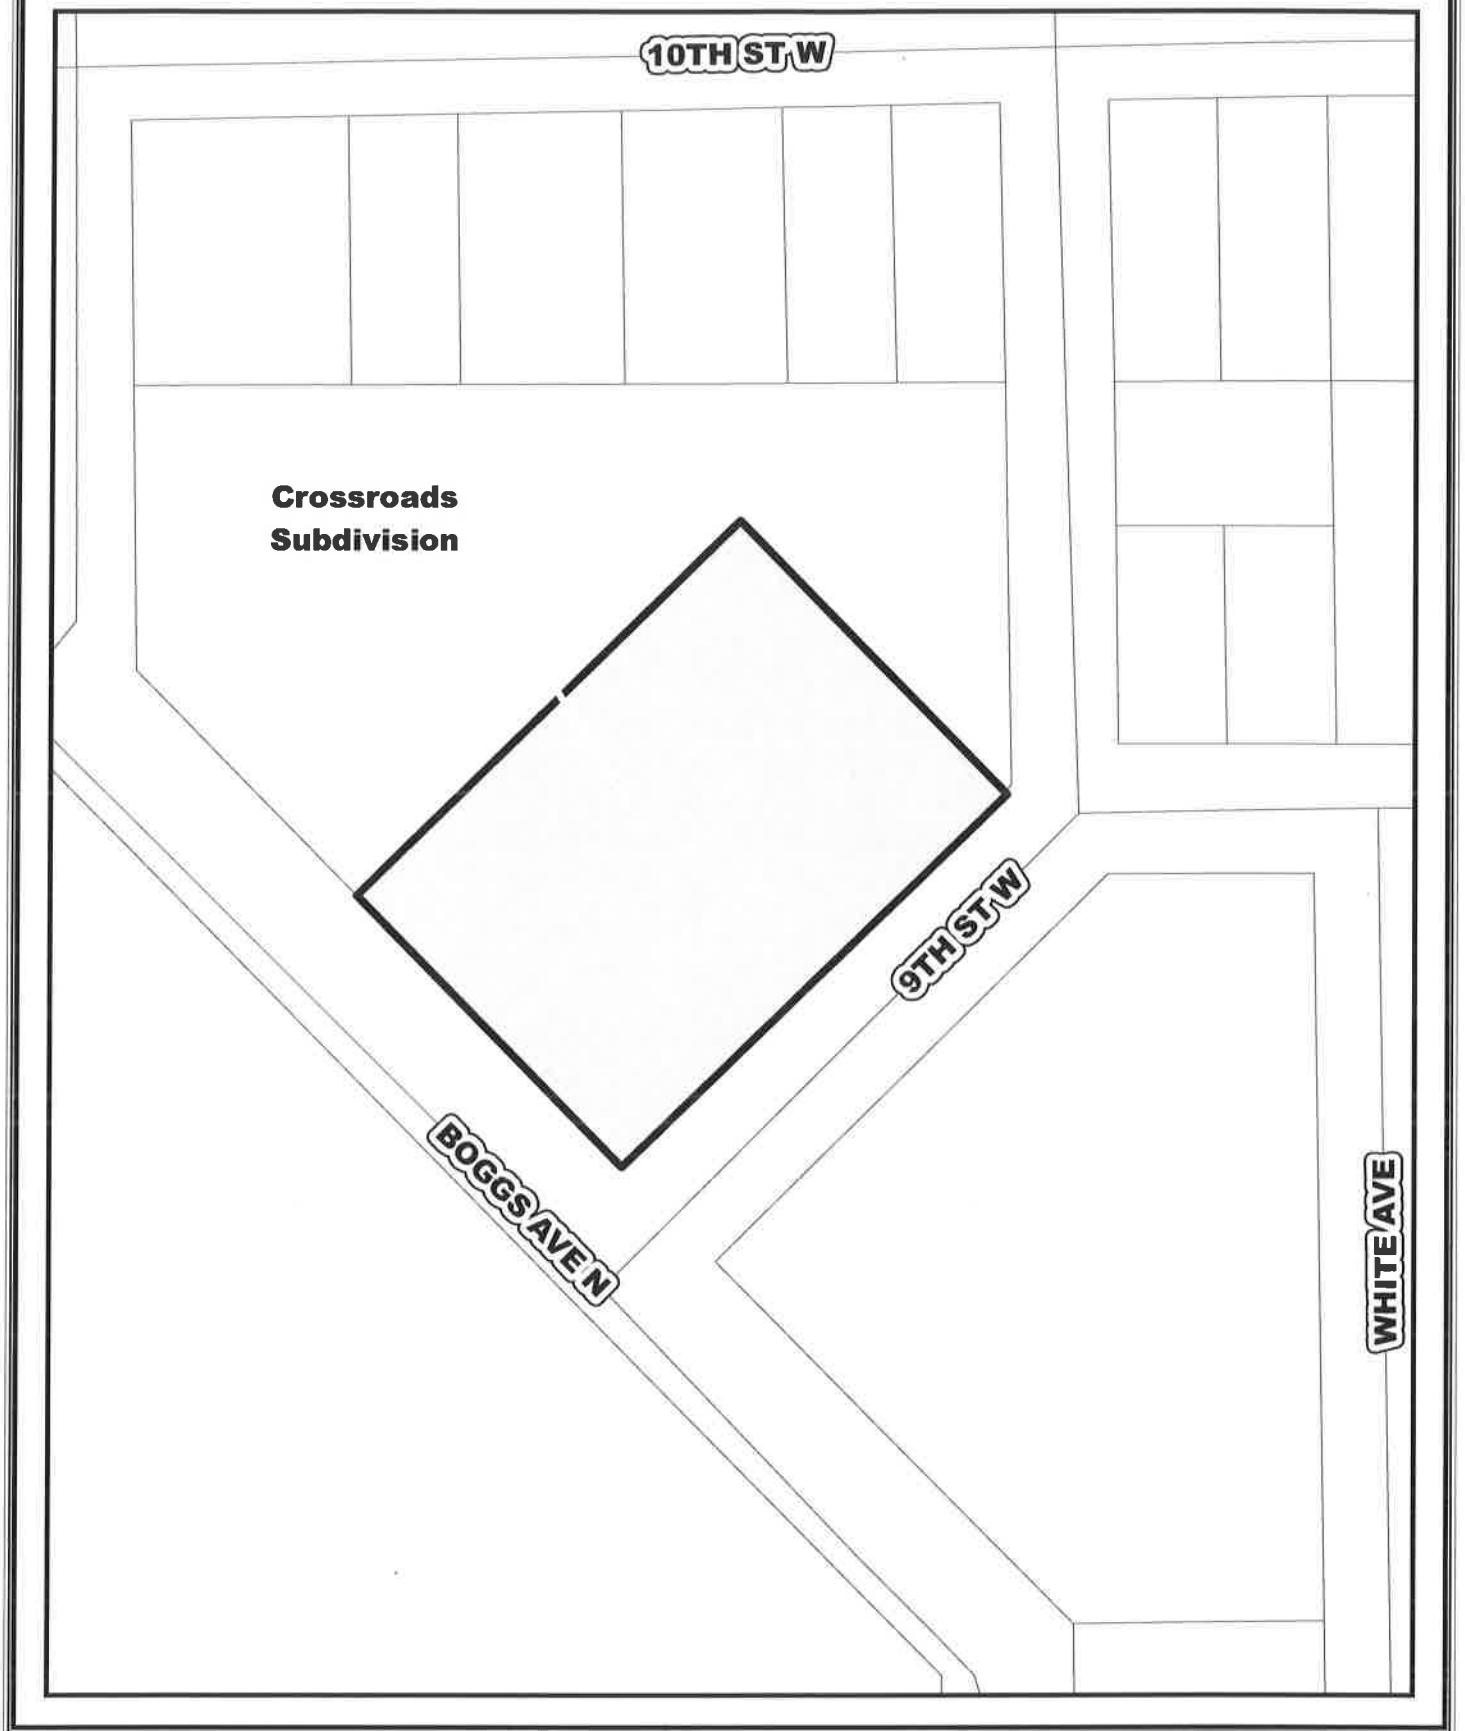 10TH ST W
Crossroads
Subdivision
9TH ST W
BOGGS AVE N
WHITE AVE